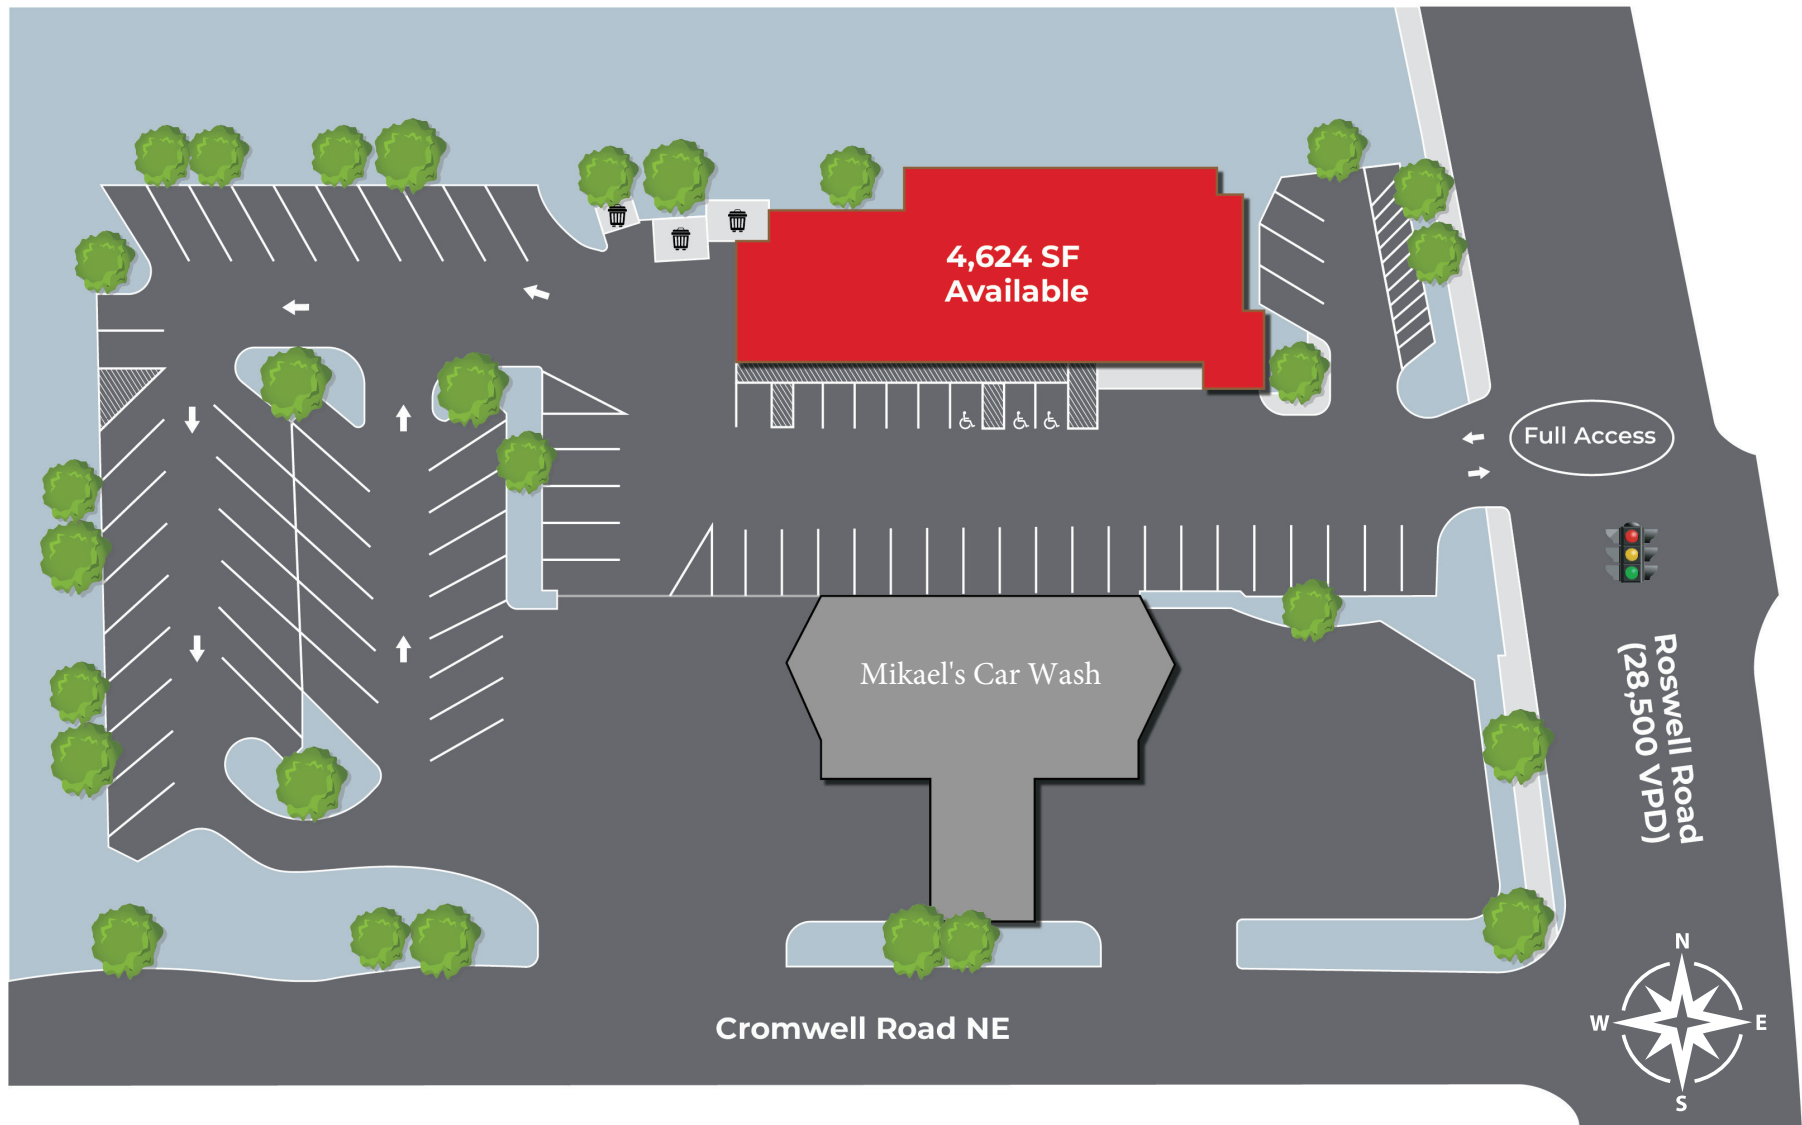 4,624 SF
Available
Full Access
Mikael's Car Wash
Roswell Road
(28,500 VPD)
Cromwell Road NE
N
W
E
S